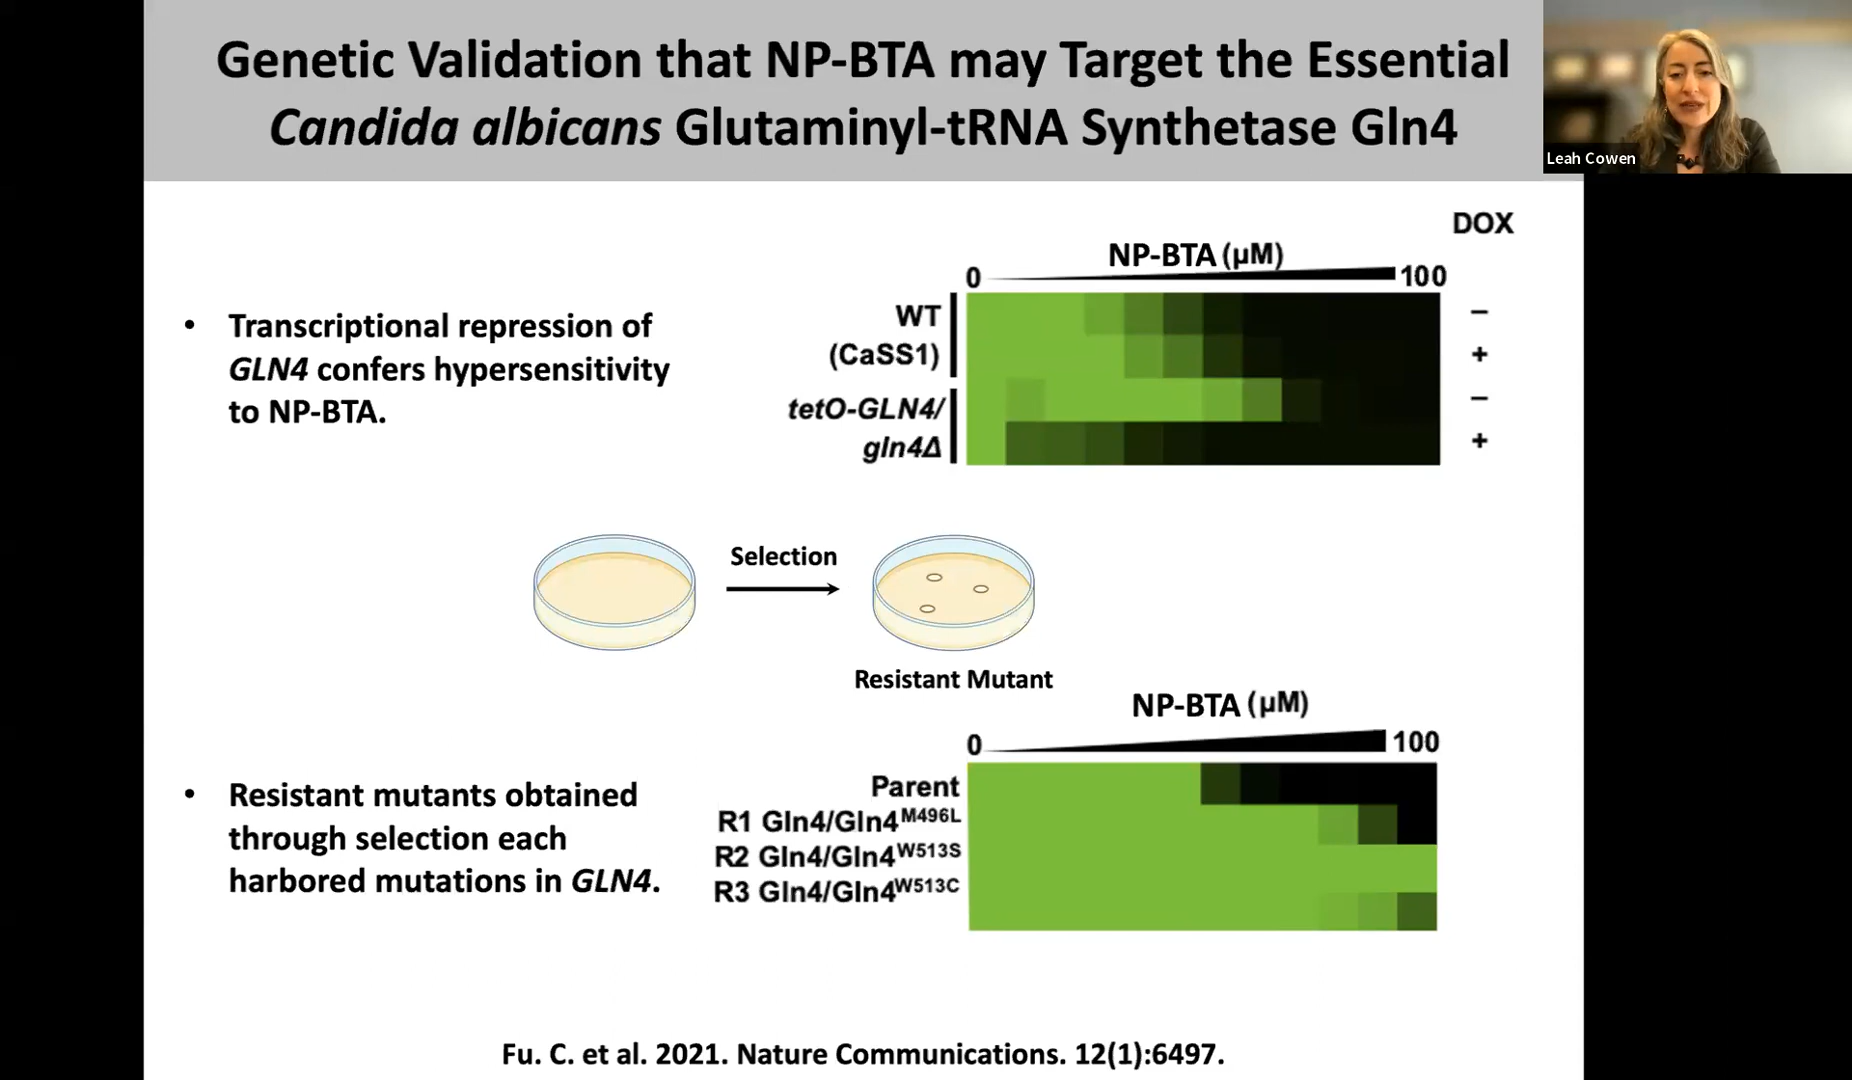 Genetic Validation that NP-BTA may Target the Essential
Candida albicans Glutaminyl-tRNA Synthetase Gln4
Leah Cowen
DOX
NP-BTA (µM)
0
100
• Transcriptional repression of
GLN4 confers hypersensitivity
to NP-BTA.
WT
(CaSS1)
tetO-GLN4/
gln4Δ
–
+
–
+
Selection
Resistant Mutant
NP-BTA (µM)
0
100
• Resistant mutants obtained
through selection each
harbored mutations in GLN4.
Parent
R1 Gln4/Gln4M496L
R2 Gln4/Gln4W513S
R3 Gln4/Gln4W513C
Fu. C. et al. 2021. Nature Communications. 12(1):6497.